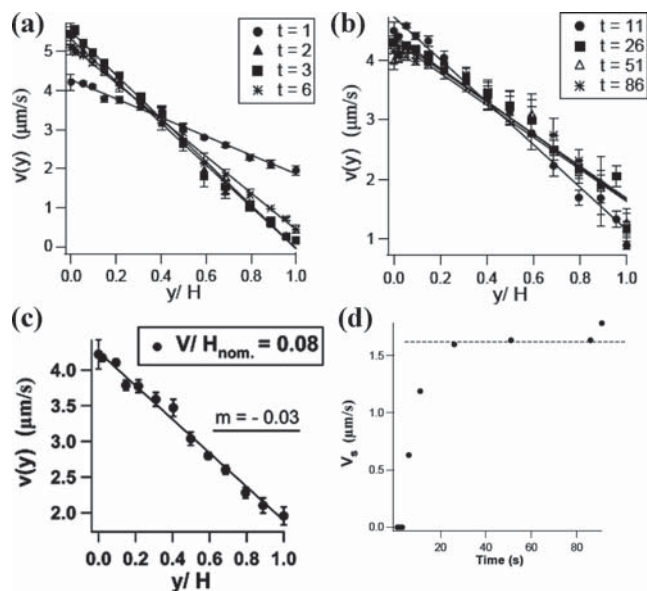 (a)
t = 1
t = 2
t = 3
t = 6
5
4
3
2
1
0
v(y) (μm/s)
0.0 0.2 0.4 0.6 0.8 1.0
y/ H
(b)
t = 11
t = 26
t = 51
t = 86
4
3
2
1
v(y) (μm/s)
0.0 0.2 0.4 0.6 0.8 1.0
y/ H
(c)
V/ Hnom. = 0.08
m = - 0.03
4.0
3.5
3.0
2.5
2.0
v(y) (μm/s)
0.0 0.2 0.4 0.6 0.8 1.0
y/ H
(d)
1.5
1.0
0.5
0.0
Vs (μm/s)
0 20 40 60 80
Time (s)